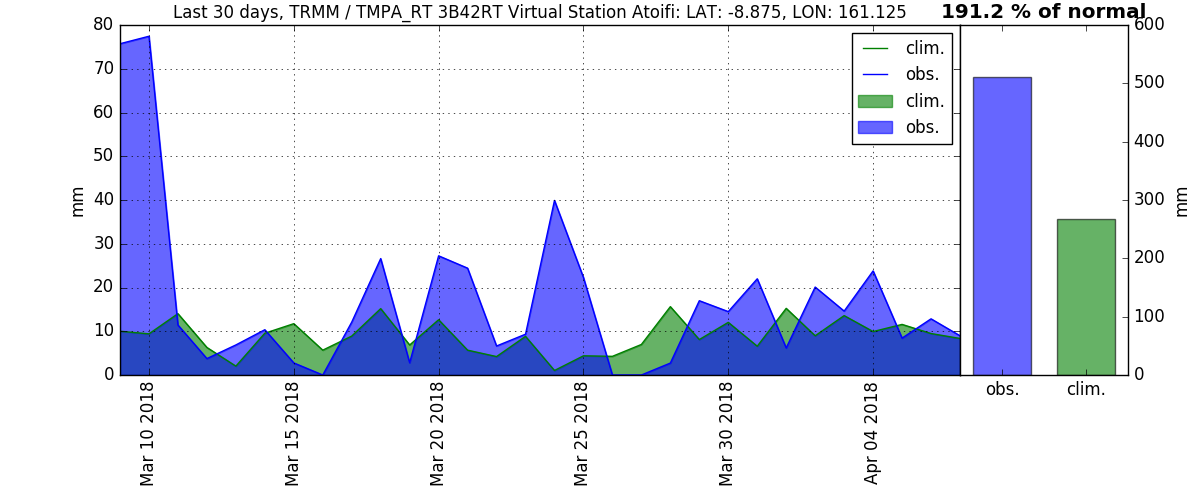 Last 30 days, TRMM / TMPA_RT 3B42RT Virtual Station Atoifi: LAT: -8.875, LON: 161.125
191.2 % of normal
80
70
60
50
40
30
20
10
0
mm
clim.
obs.
clim.
obs.
Mar 10 2018
Mar 15 2018
Mar 20 2018
Mar 25 2018
Mar 30 2018
Apr 04 2018
600
500
400
300
200
100
0
mm
obs.
clim.